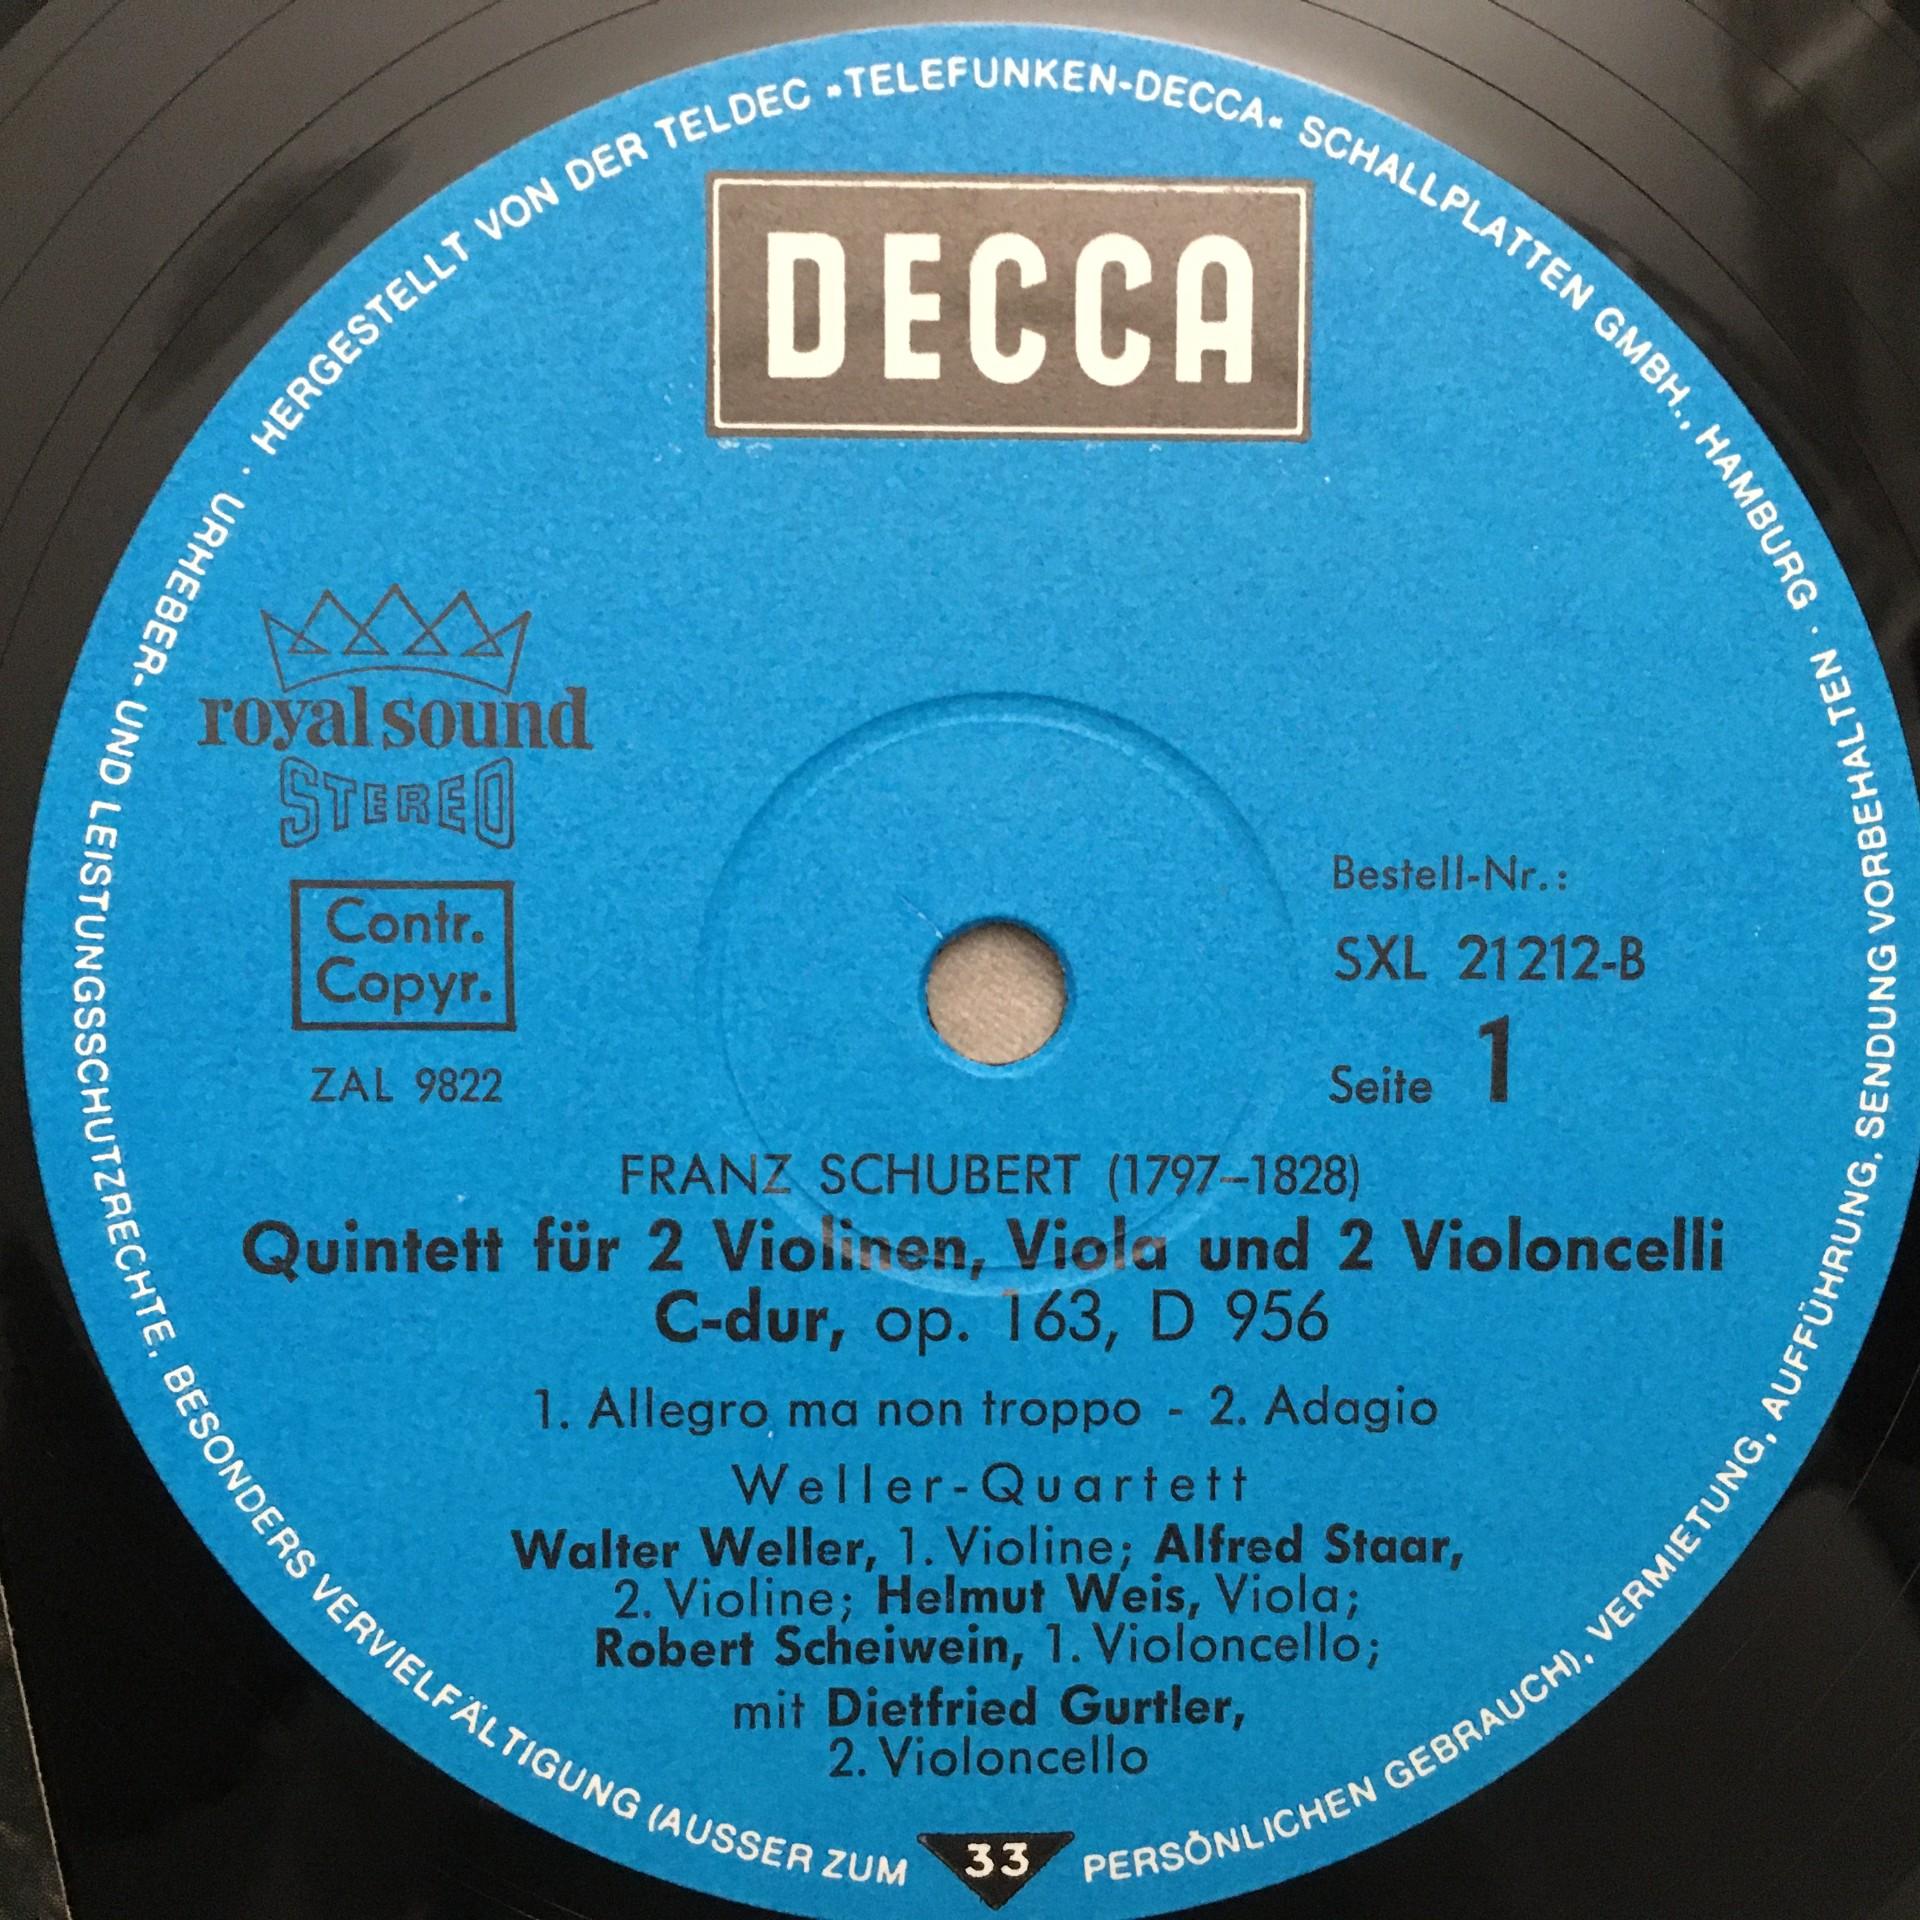 HERGESTELLT VON DER TELDEC »TELEFUNKEN-DECCA« SCHALLPLATTEN GMBH., HAMBURG ·
URHEBER- UND LEISTUNGSSCHUTZRECHTE, BESONDERS VERVIELFÄLTIGUNG (AUSSER ZUM PERSÖNLICHEN GEBRAUCH), VERMIETUNG, AUFFÜHRUNG, SENDUNG VORBEHALTEN ·
DECCA
royal sound
STEREO
Contr.
Copyr.
ZAL 9822
Bestell-Nr.:
SXL 21212-B
Seite 1
FRANZ SCHUBERT (1797–1828)
Quintett für 2 Violinen, Viola und 2 Violoncelli
C-dur, op. 163, D 956
1. Allegro ma non troppo - 2. Adagio
Weller-Quartett
Walter Weller, 1. Violine; Alfred Staar,
2. Violine; Helmut Weis, Viola;
Robert Scheiwein, 1. Violoncello;
mit Dietfried Gurtler,
2. Violoncello
33